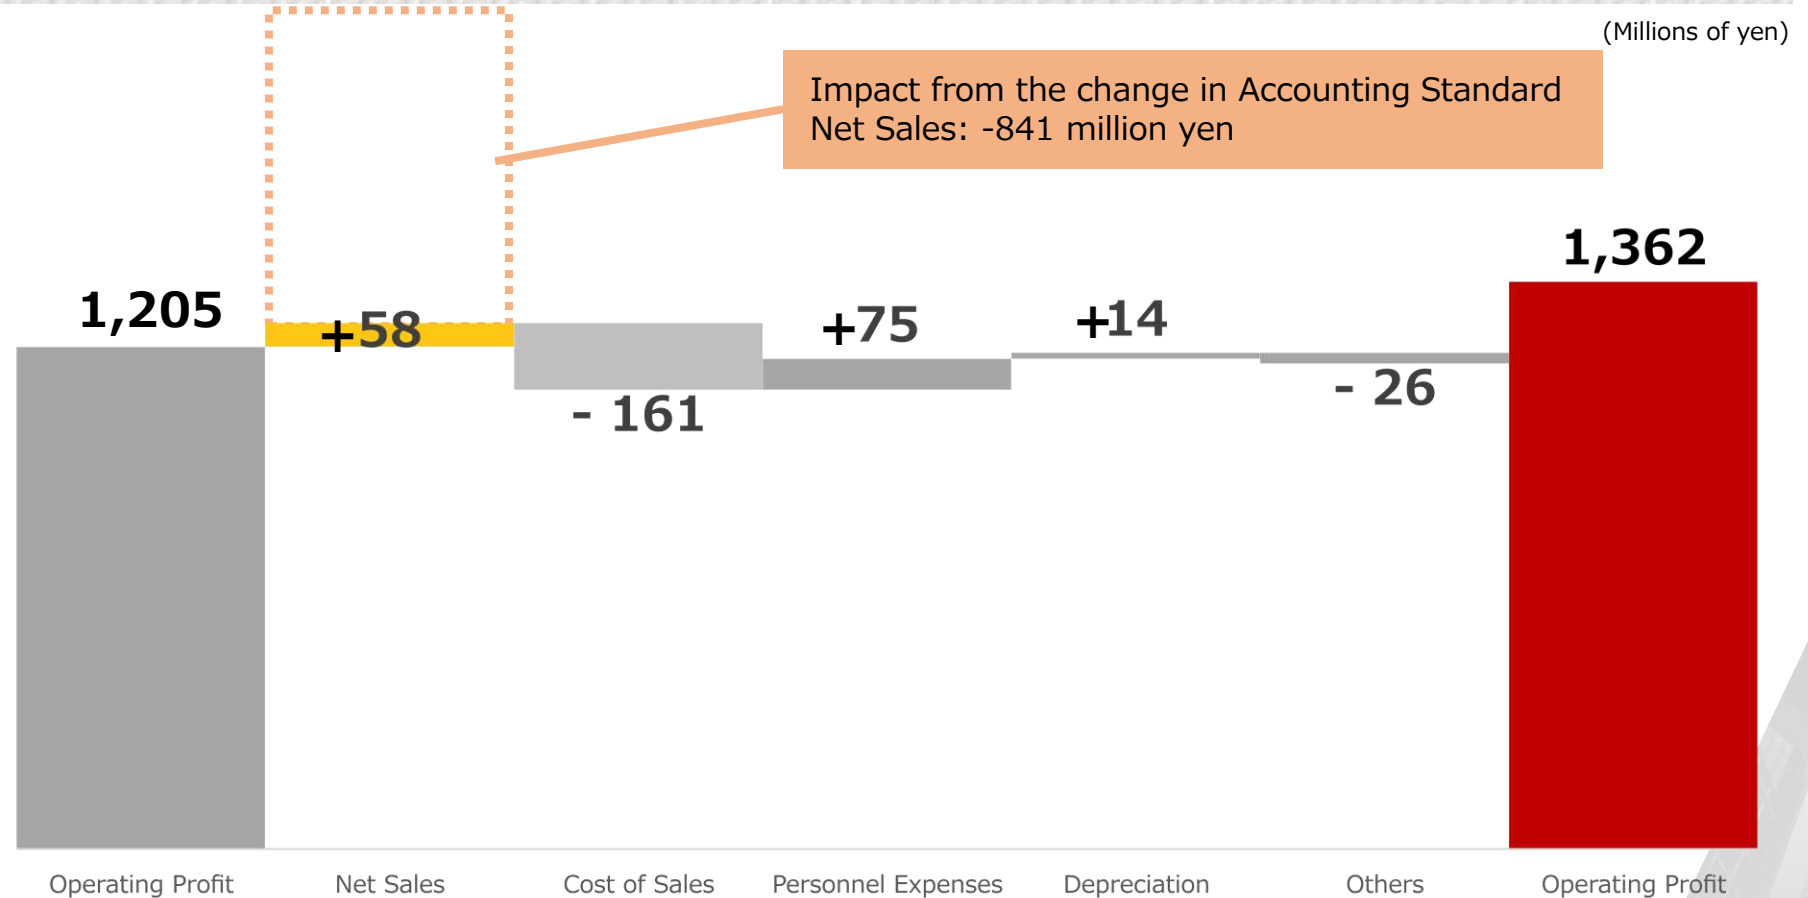 (Millions of yen)
Impact from the change in Accounting Standard
Net Sales: -841 million yen
1,205
+58
- 161
+75
+14
- 26
1,362
Operating Profit
Net Sales
Cost of Sales
Personnel Expenses
Depreciation
Others
Operating Profit